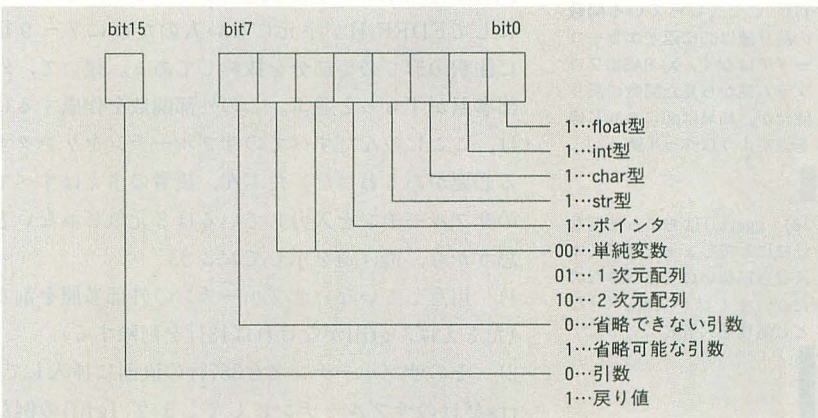 bit15
bit7
bit0
1…float型
1…int型
1…char型
1…str型
1…ポインタ
00…単純変数
01…1次元配列
10…2次元配列
0…省略できない引数
1…省略可能な引数
0…引数
1…戻り値